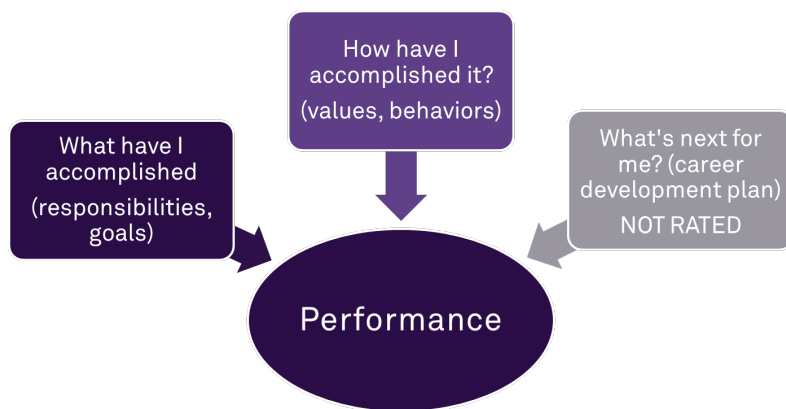 What have I
accomplished
(responsibilities,
goals)
How have I
accomplished it?
(values, behaviors)
What's next for
me? (career
development plan)
NOT RATED
Performance